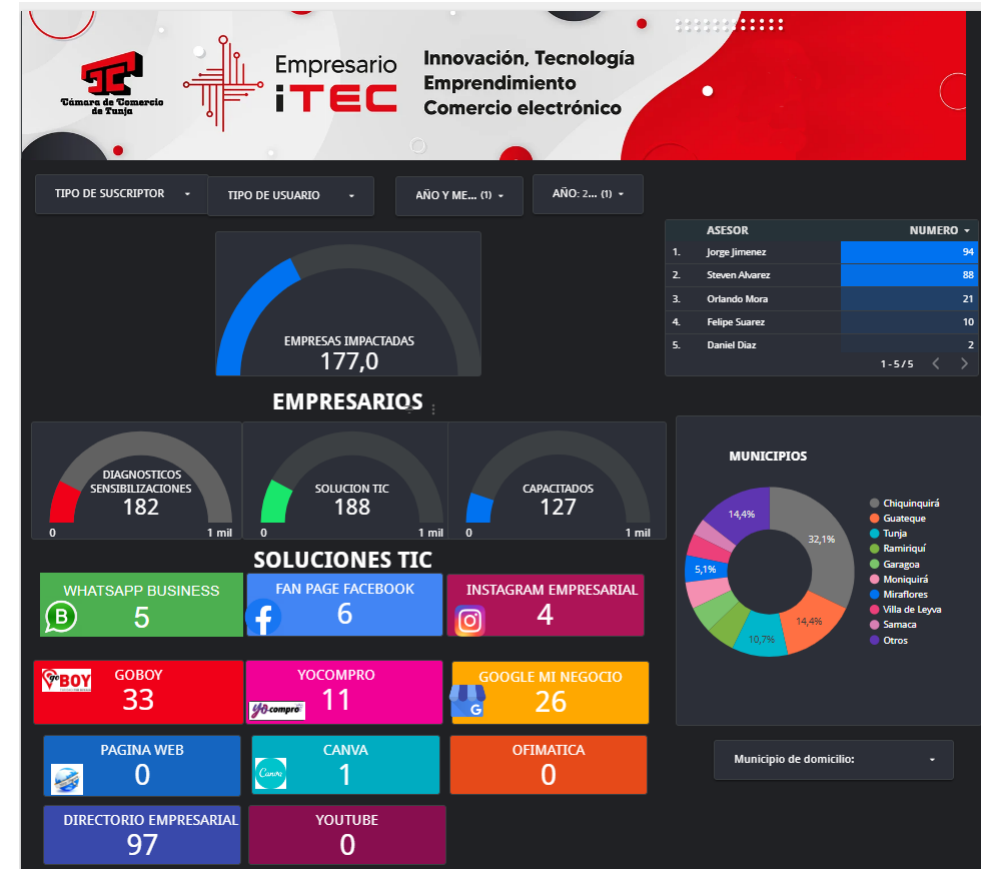 Cámara de Comercio
de Tunja
Empresario
iTEC
Innovación, Tecnología
Emprendimiento
Comercio electrónico
TIPO DE SUSCRIPTOR
TIPO DE USUARIO
AÑO Y ME... (1)
AÑO: 2... (1)
ASESOR NUMERO
1. Jorge Jimenez 94
2. Steven Alvarez 88
3. Orlando Mora 21
4. Felipe Suarez 10
5. Daniel Diaz 2
1 - 5 / 5
EMPRESAS IMPACTADAS
177,0
EMPRESARIOS
DIAGNOSTICOS
SENSIBILIZACIONES
182
0 1 mil
SOLUCION TIC
188
0 1 mil
CAPACITADOS
127
0 1 mil
MUNICIPIOS
14,4%
32,1%
5,1%
14,4%
10,7%
Chiquinquirá
Guateque
Tunja
Ramiriquí
Garagoa
Moniquirá
Miraflores
Villa de Leyva
Samaca
Otros
SOLUCIONES TIC
WHATSAPP BUSINESS
B
5
FAN PAGE FACEBOOK
6
INSTAGRAM EMPRESARIAL
4
GOBOY
go BOY
33
YOCOMPRO
yo compro
11
GOOGLE MI NEGOCIO
G
26
PAGINA WEB
0
CANVA
Canva
1
OFIMATICA
0
Municipio de domicilio:
DIRECTORIO EMPRESARIAL
97
YOUTUBE
0